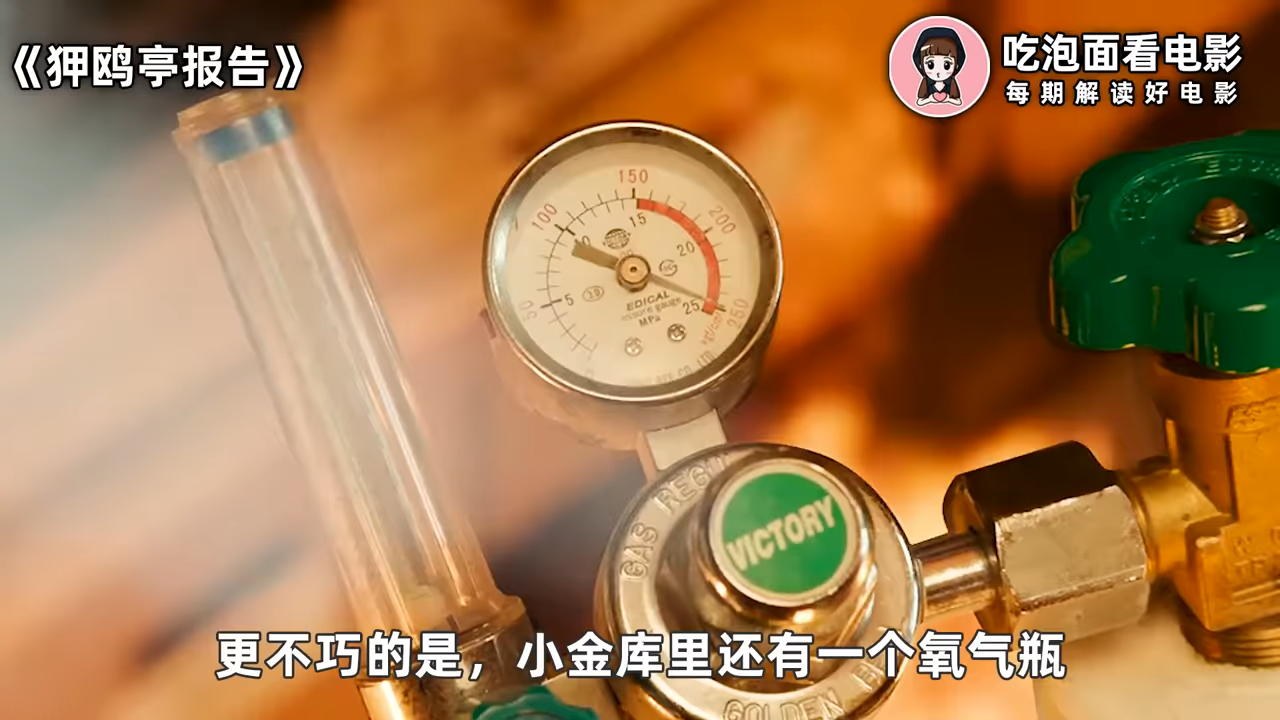 《狎鸥亭报告》
吃泡面看电影
每期解读好电影
150
100
200
15
20
50
5
10
EDICAL
25
250
MPa
VICTORY
GAS REGU
GOLDEN
更不巧的是，小金库里还有一个氧气瓶